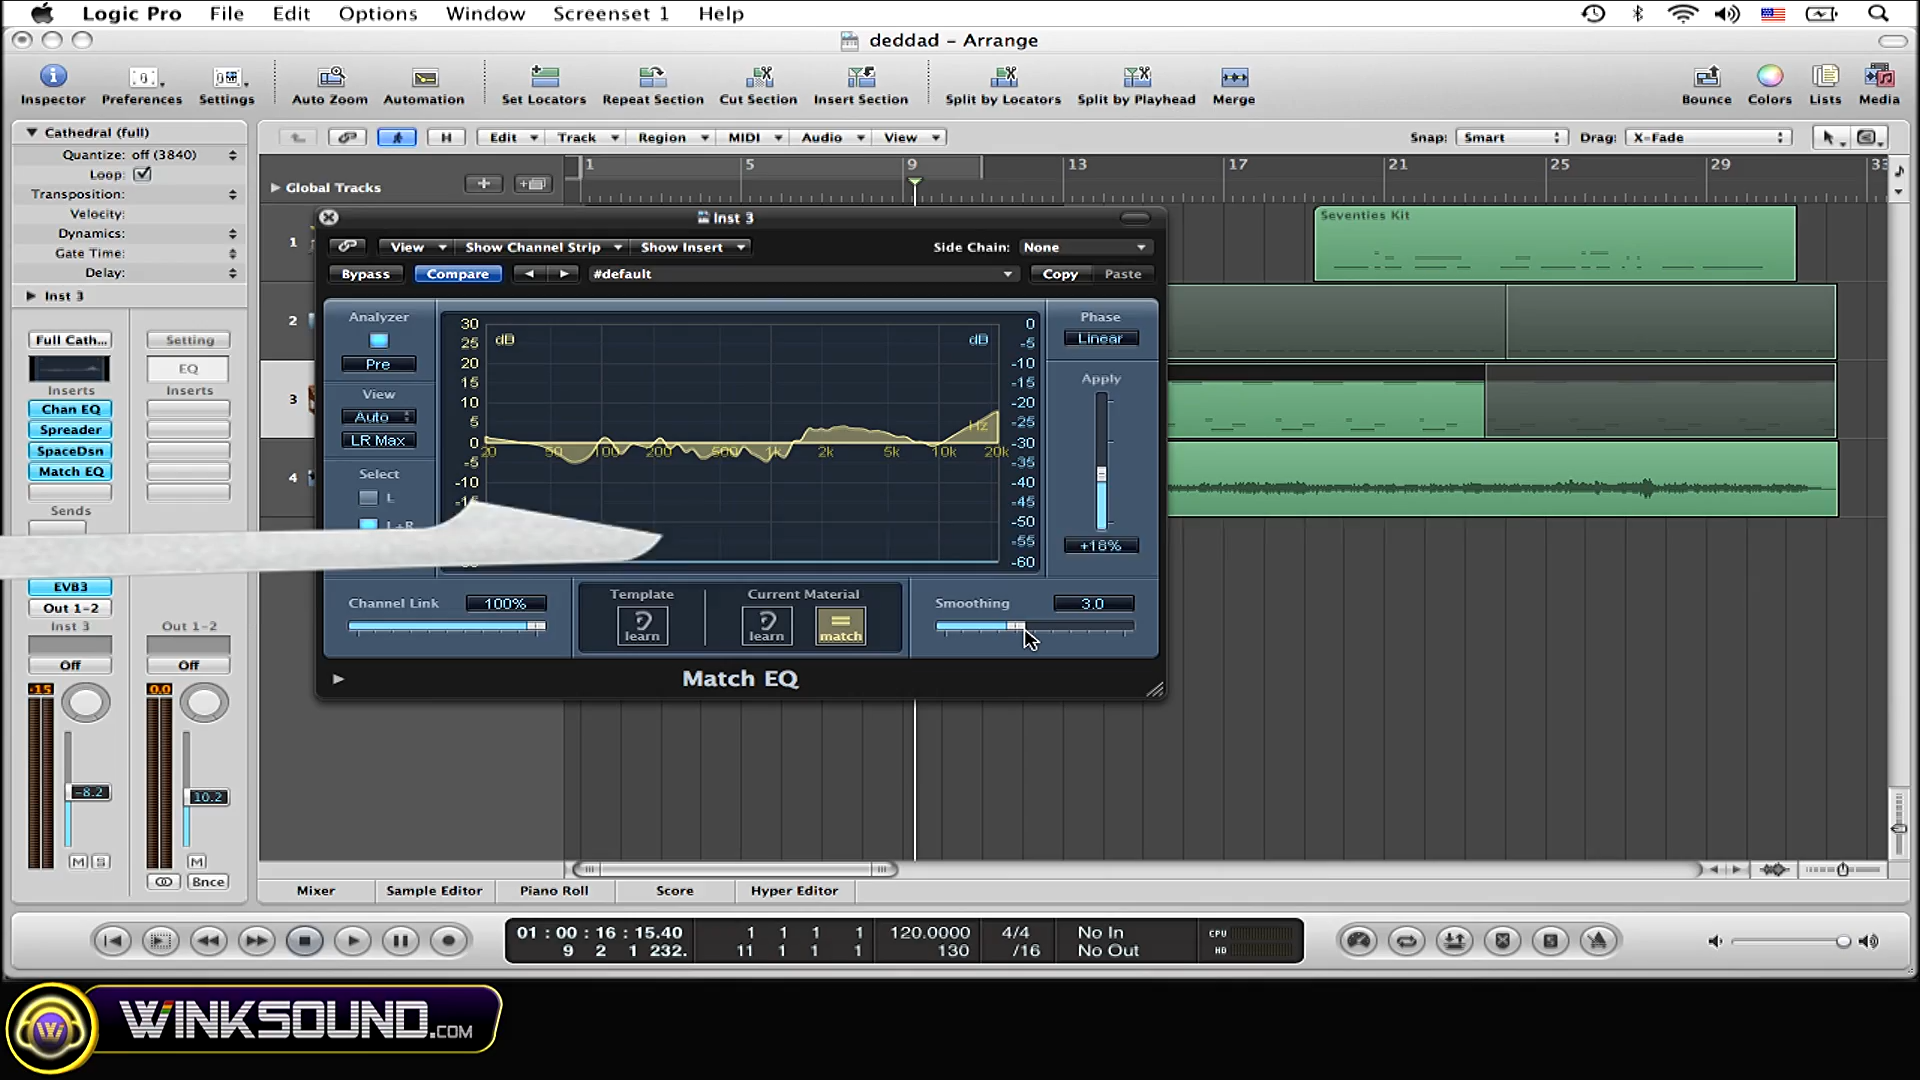 Logic Pro File Edit Options Window Screenset 1 Help
deddad – Arrange
Inspector Preferences Settings Auto Zoom Automation Set Locators Repeat Section Cut Section Insert Section Split by Locators Split by Playhead Merge Bounce Colors Lists Media
Cathedral (full)
Quantize: off (3840)
Loop:
Transposition:
Velocity:
Dynamics:
Gate Time:
Delay:
Inst 3
H Edit Track Region MIDI Audio View Snap: Smart Drag: X-Fade
1 5 9 13 17 21 25 29 33
Global Tracks
1
2
3
4
Seventies Kit
Full Cath... Setting
EQ
Inserts Inserts
Chan EQ
Spreader
SpaceDsn
Match EQ
Sends
EVB3
Out 1-2
Inst 3 Out 1-2
Off Off
-15 0.0
-8.2 10.2
M S M
Bnce
Inst 3
View Show Channel Strip Show Insert Side Chain: None
Bypass Compare #default Copy Paste
Analyzer
Pre
View
Auto
LR Max
Select
L
L+R
30 25 20 15 10 5 0 -5 -10
dB dB
Hz
20 50 100 200 500 1k 2k 5k 10k 20k
0 -5 -10 -15 -20 -25 -30 -35 -40 -45 -50 -55 -60
Phase
Linear
Apply
+18%
Channel Link 100%
Template
learn
Current Material
learn match
Smoothing 3.0
Match EQ
Mixer Sample Editor Piano Roll Score Hyper Editor
01 : 00 : 16 : 15.40 1 1 1 1 120.0000 4/4 No In CPU
9 2 1 232. 11 1 1 1 130 /16 No Out HD
W WINKSOUND.COM